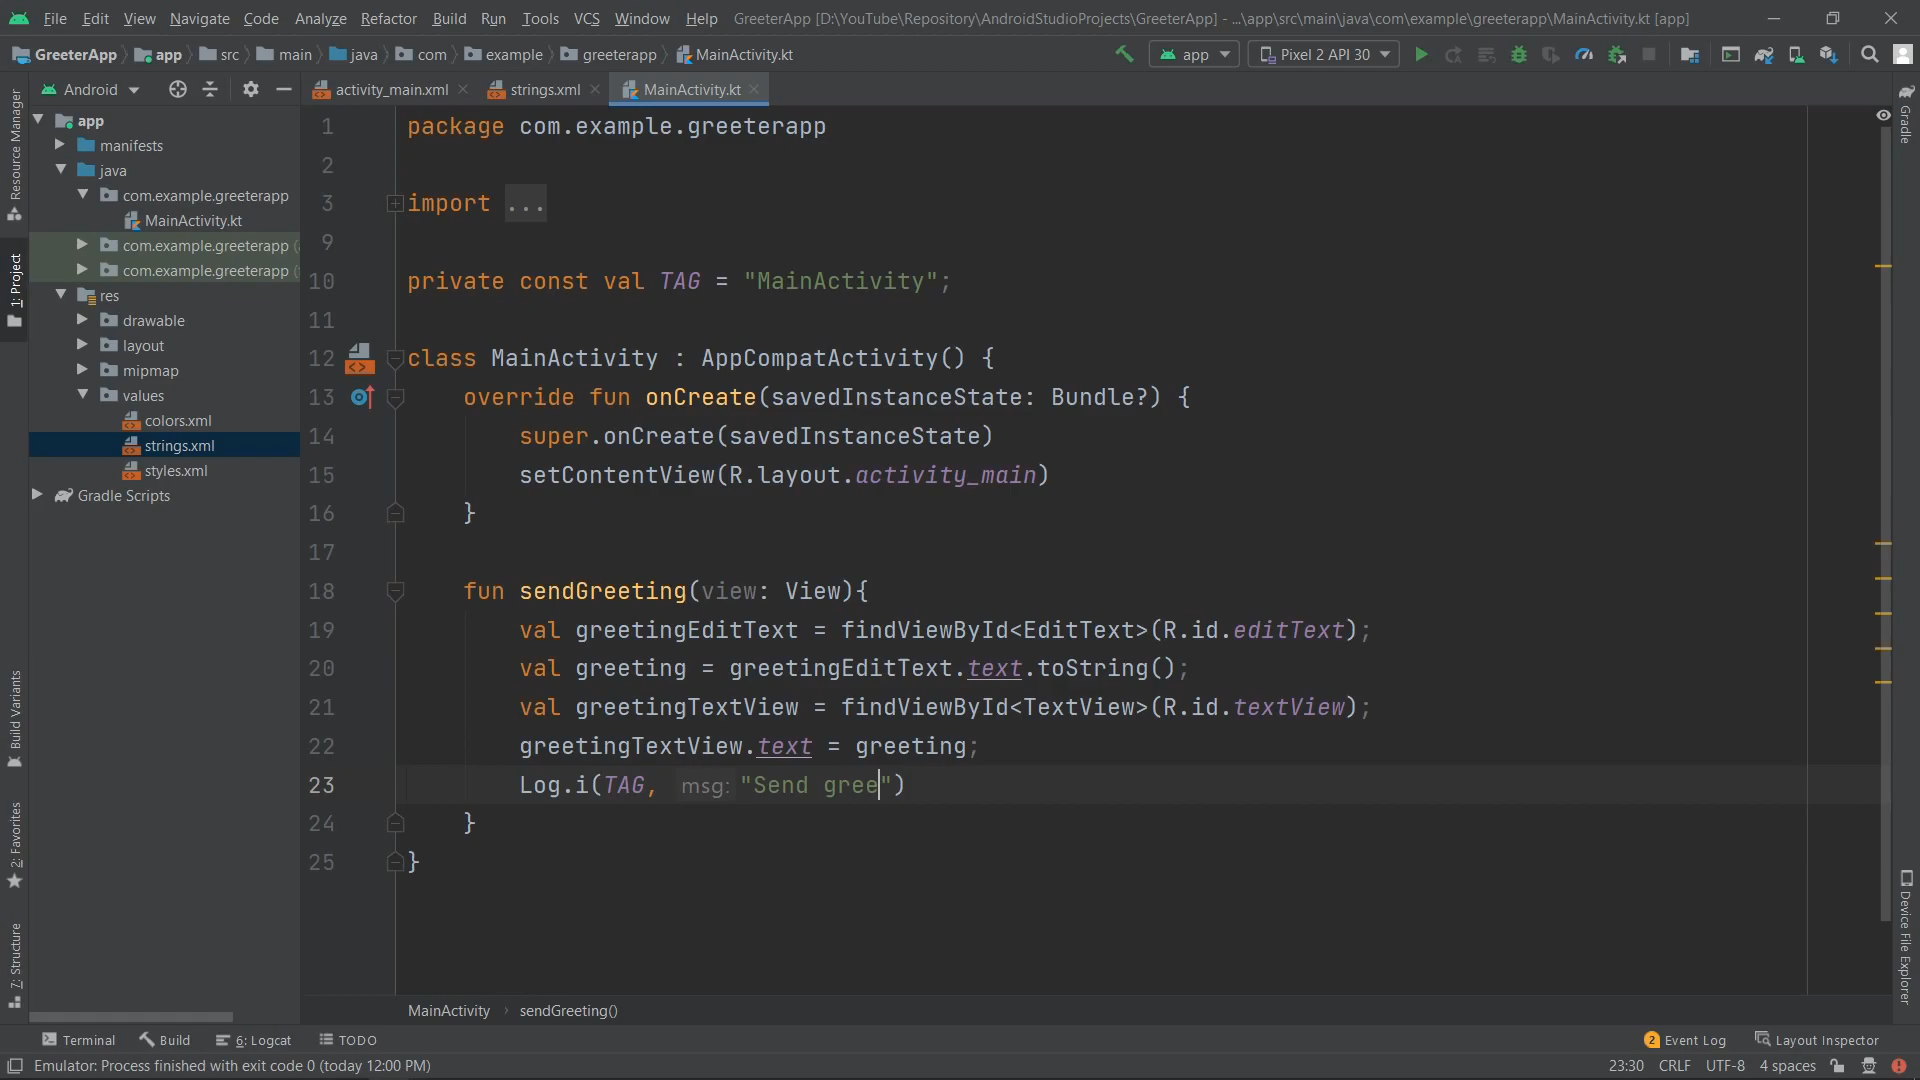 File Edit View Navigate Code Analyze Refactor Build Run Tools VCS Window Help GreeterApp [D:\YouTube\Repository\AndroidStudioProjects\GreeterApp] - ...\app\src\main\java\com\example\greeterapp\MainActivity.kt [app]
GreeterApp app src main java com example greeterapp MainActivity.kt app Pixel 2 API 30
Android activity_main.xml strings.xml MainActivity.kt
Resource Manager
1: Project
Build Variants
2: Favorites
7: Structure
app
manifests
java
com.example.greeterapp
MainActivity.kt
com.example.greeterapp (
com.example.greeterapp (
res
drawable
layout
mipmap
values
colors.xml
strings.xml
styles.xml
Gradle Scripts
1 package com.example.greeterapp
2
3 import ...
9
10 private const val TAG = "MainActivity";
11
12 class MainActivity : AppCompatActivity() {
13 override fun onCreate(savedInstanceState: Bundle?) {
14 super.onCreate(savedInstanceState)
15 setContentView(R.layout.activity_main)
16 }
17
18 fun sendGreeting(view: View){
19 val greetingEditText = findViewById<EditText>(R.id.editText);
20 val greeting = greetingEditText.text.toString();
21 val greetingTextView = findViewById<TextView>(R.id.textView);
22 greetingTextView.text = greeting;
23 Log.i(TAG, msg: "Send gree")
24 }
25 }
Gradle
Device File Explorer
MainActivity › sendGreeting()
Terminal Build 6: Logcat TODO 2 Event Log Layout Inspector
Emulator: Process finished with exit code 0 (today 12:00 PM) 23:30 CRLF UTF-8 4 spaces